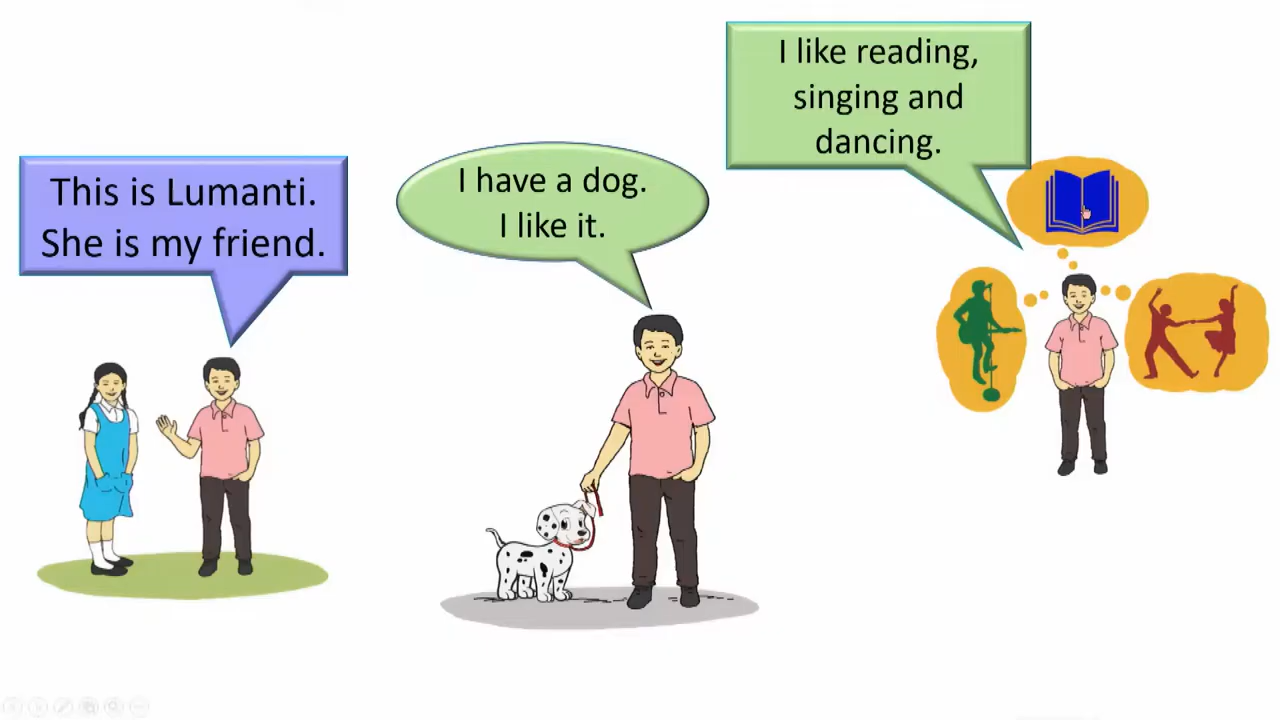 This is Lumanti.
She is my friend.
I have a dog.
I like it.
I like reading,
singing and
dancing.